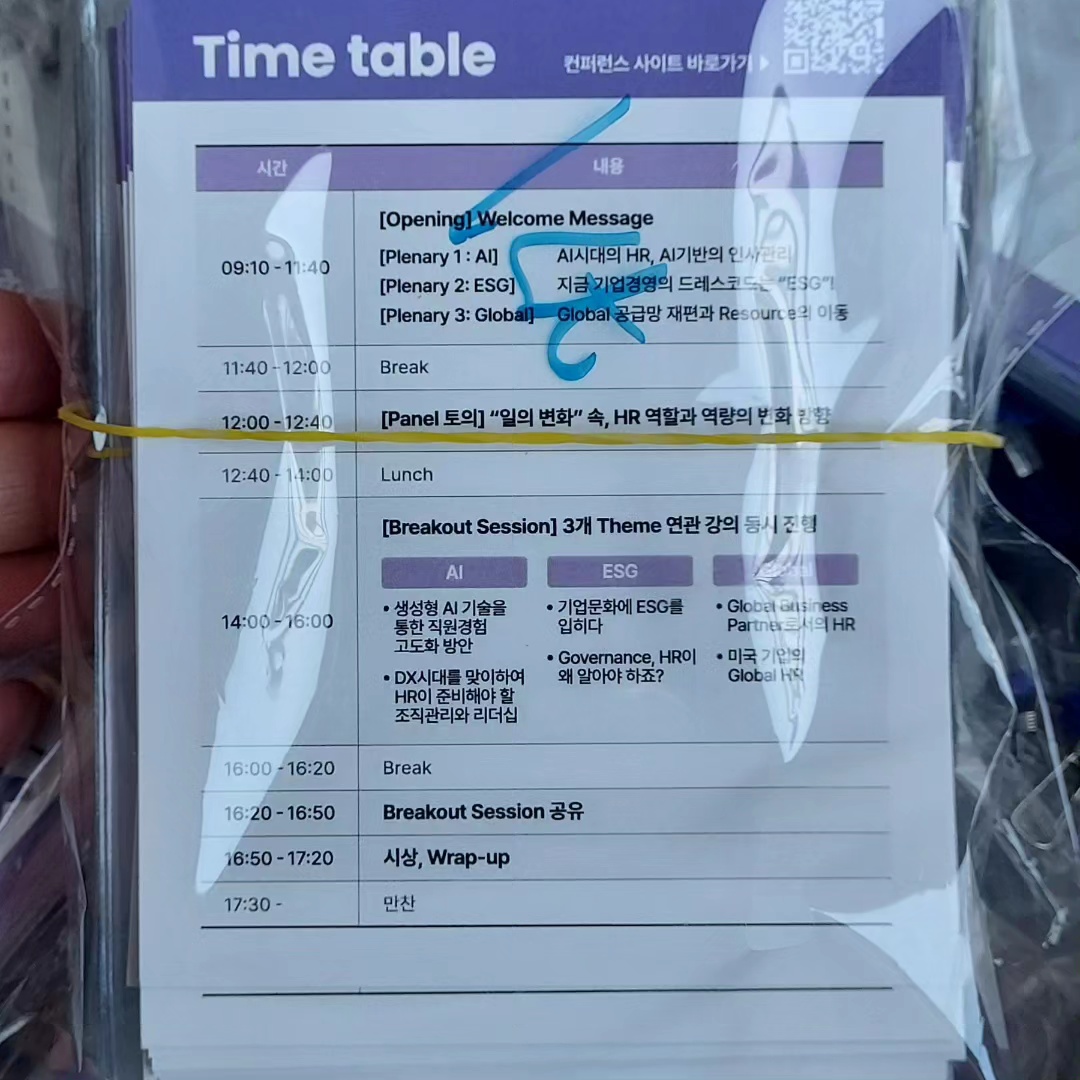 Time table
컨퍼런스 사이트 바로가기
시간 내용
09:10 - 11:40
[Opening] Welcome Message
[Plenary 1 : AI] AI시대의 HR, AI기반의 인사관리
[Plenary 2: ESG] 지금 기업경영의 드레스코드는 “ESG”!
[Plenary 3: Global] Global 공급망 재편과 Resource의 이동
11:40 - 12:00 Break
12:00 - 12:40 [Panel 토의] “일의 변화” 속, HR 역할과 역량의 변화 방향
12:40 - 14:00 Lunch
14:00 - 16:00
[Breakout Session] 3개 Theme 연관 강의 동시 진행
AI
• 생성형 AI 기술을
통한 직원경험
고도화 방안
• DX시대를 맞이하여
HR이 준비해야 할
조직관리와 리더십
ESG
• 기업문화에 ESG를
입히다
• Governance, HR이
왜 알아야 하죠?
• Global Business
Partner로서의 HR
• 미국 기업의
Global HR
16:00 - 16:20 Break
16:20 - 16:50 Breakout Session 공유
16:50 - 17:20 시상, Wrap-up
17:30 - 만찬